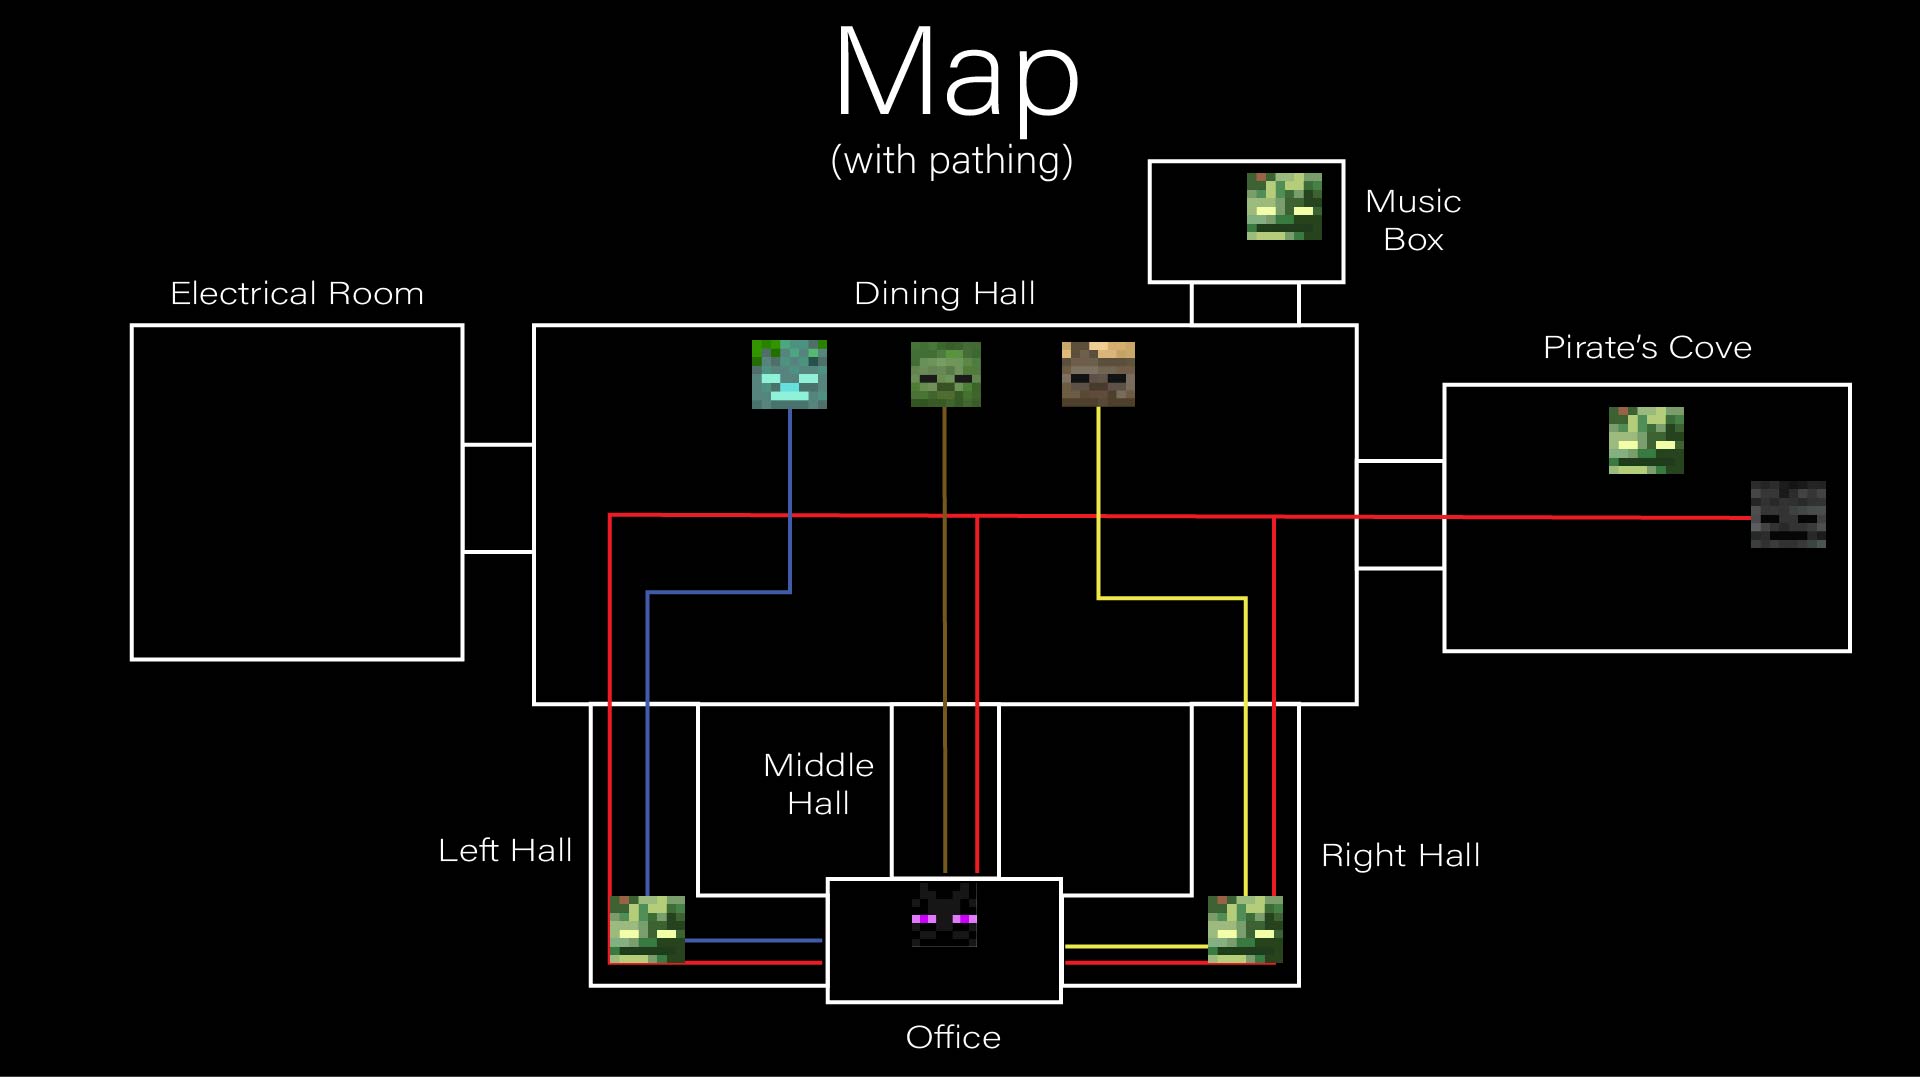 Map
(with pathing)
Music
Box
Electrical Room
Dining Hall
Pirate's Cove
Middle
Hall
Left Hall
Right Hall
Office